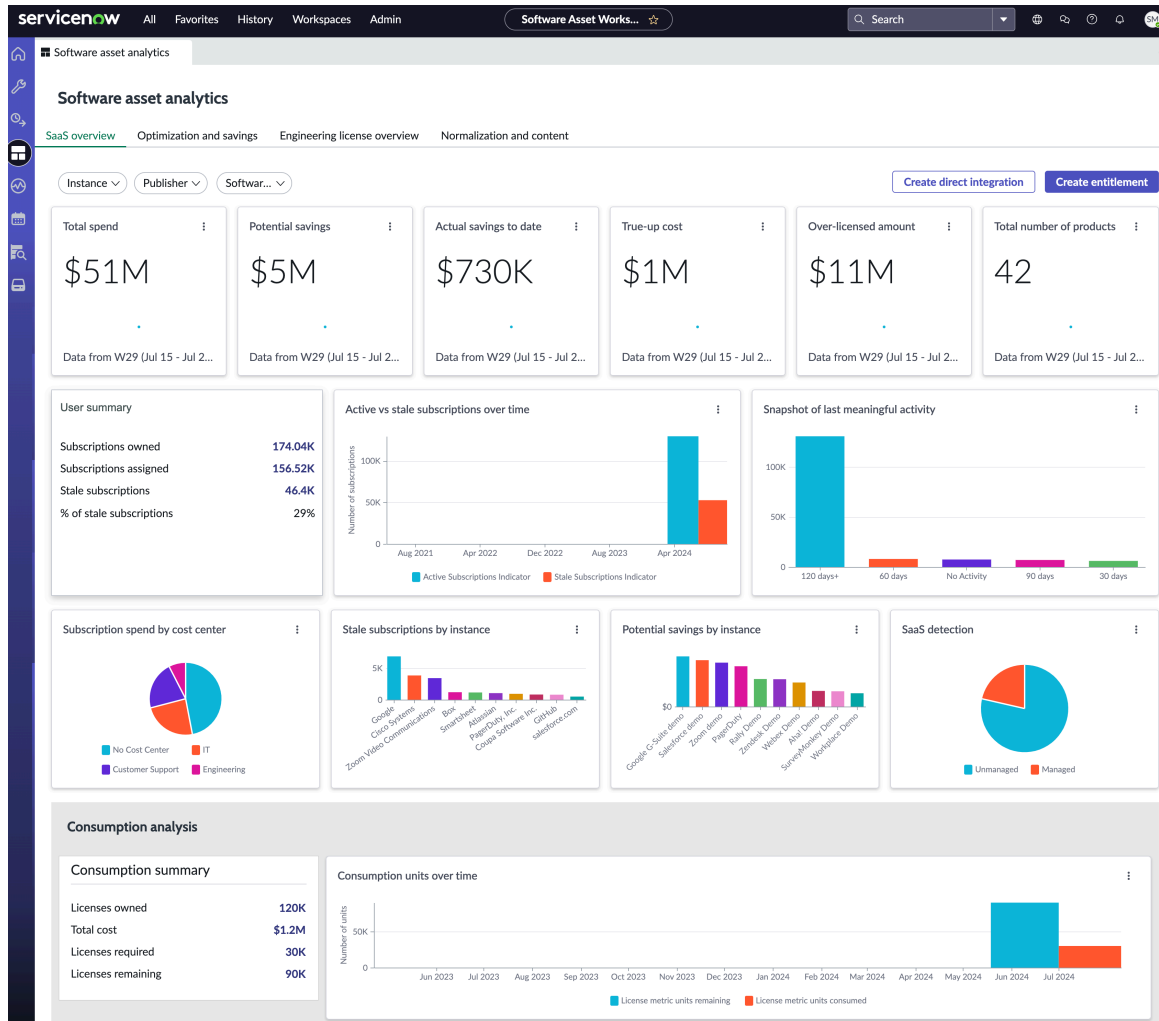 servicenow All Favorites History Workspaces Admin Software Asset Works... Search SM
Software asset analytics
Software asset analytics
SaaS overview Optimization and savings Engineering license overview Normalization and content
Instance Publisher Softwar... Create direct integration Create entitlement
Total spend Potential savings Actual savings to date True-up cost Over-licensed amount Total number of products
$51M $5M $730K $1M $11M 42
Data from W29 (Jul 15 - Jul 2... Data from W29 (Jul 15 - Jul 2... Data from W29 (Jul 15 - Jul 2... Data from W29 (Jul 15 - Jul 2... Data from W29 (Jul 15 - Jul 2... Data from W29 (Jul 15 - Jul 2...
User summary
Subscriptions owned 174.04K
Subscriptions assigned 156.52K
Stale subscriptions 46.4K
% of stale subscriptions 29%
Active vs stale subscriptions over time
Number of subscriptions
100K
50K
0
Aug 2021 Apr 2022 Dec 2022 Aug 2023 Apr 2024
Active Subscriptions Indicator Stale Subscriptions Indicator
Snapshot of last meaningful activity
100K
50K
0
120 days+ 60 days No Activity 90 days 30 days
Subscription spend by cost center
No Cost Center IT
Customer Support Engineering
Stale subscriptions by instance
5K
0
Google Cisco Systems Zoom Video Communications Box Smartsheet Atlassian PagerDuty, Inc. Coupa Software Inc. GitHub salesforce.com
Potential savings by instance
$0
Google G-Suite demo Salesforce demo Zoom demo PagerDuty Rally Demo Zendesk Demo Webex Demo Aha! Demo SurveyMonkey Demo Workplace Demo
SaaS detection
Unmanaged Managed
Consumption analysis
Consumption summary
Licenses owned 120K
Total cost $1.2M
Licenses required 30K
Licenses remaining 90K
Consumption units over time
Number of units
50K
0
Jun 2023 Jul 2023 Aug 2023 Sep 2023 Oct 2023 Nov 2023 Dec 2023 Jan 2024 Feb 2024 Mar 2024 Apr 2024 May 2024 Jun 2024 Jul 2024
License metric units remaining License metric units consumed